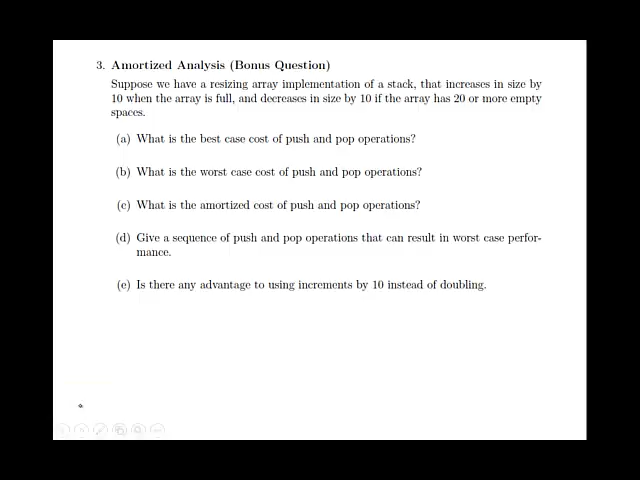 3. Amortized Analysis (Bonus Question)
Suppose we have a resizing array implementation of a stack, that increases in size by
10 when the array is full, and decreases in size by 10 if the array has 20 or more empty
spaces.
(a) What is the best case cost of push and pop operations?
(b) What is the worst case cost of push and pop operations?
(c) What is the amortized cost of push and pop operations?
(d) Give a sequence of push and pop operations that can result in worst case perfor-
mance.
(e) Is there any advantage to using increments by 10 instead of doubling.